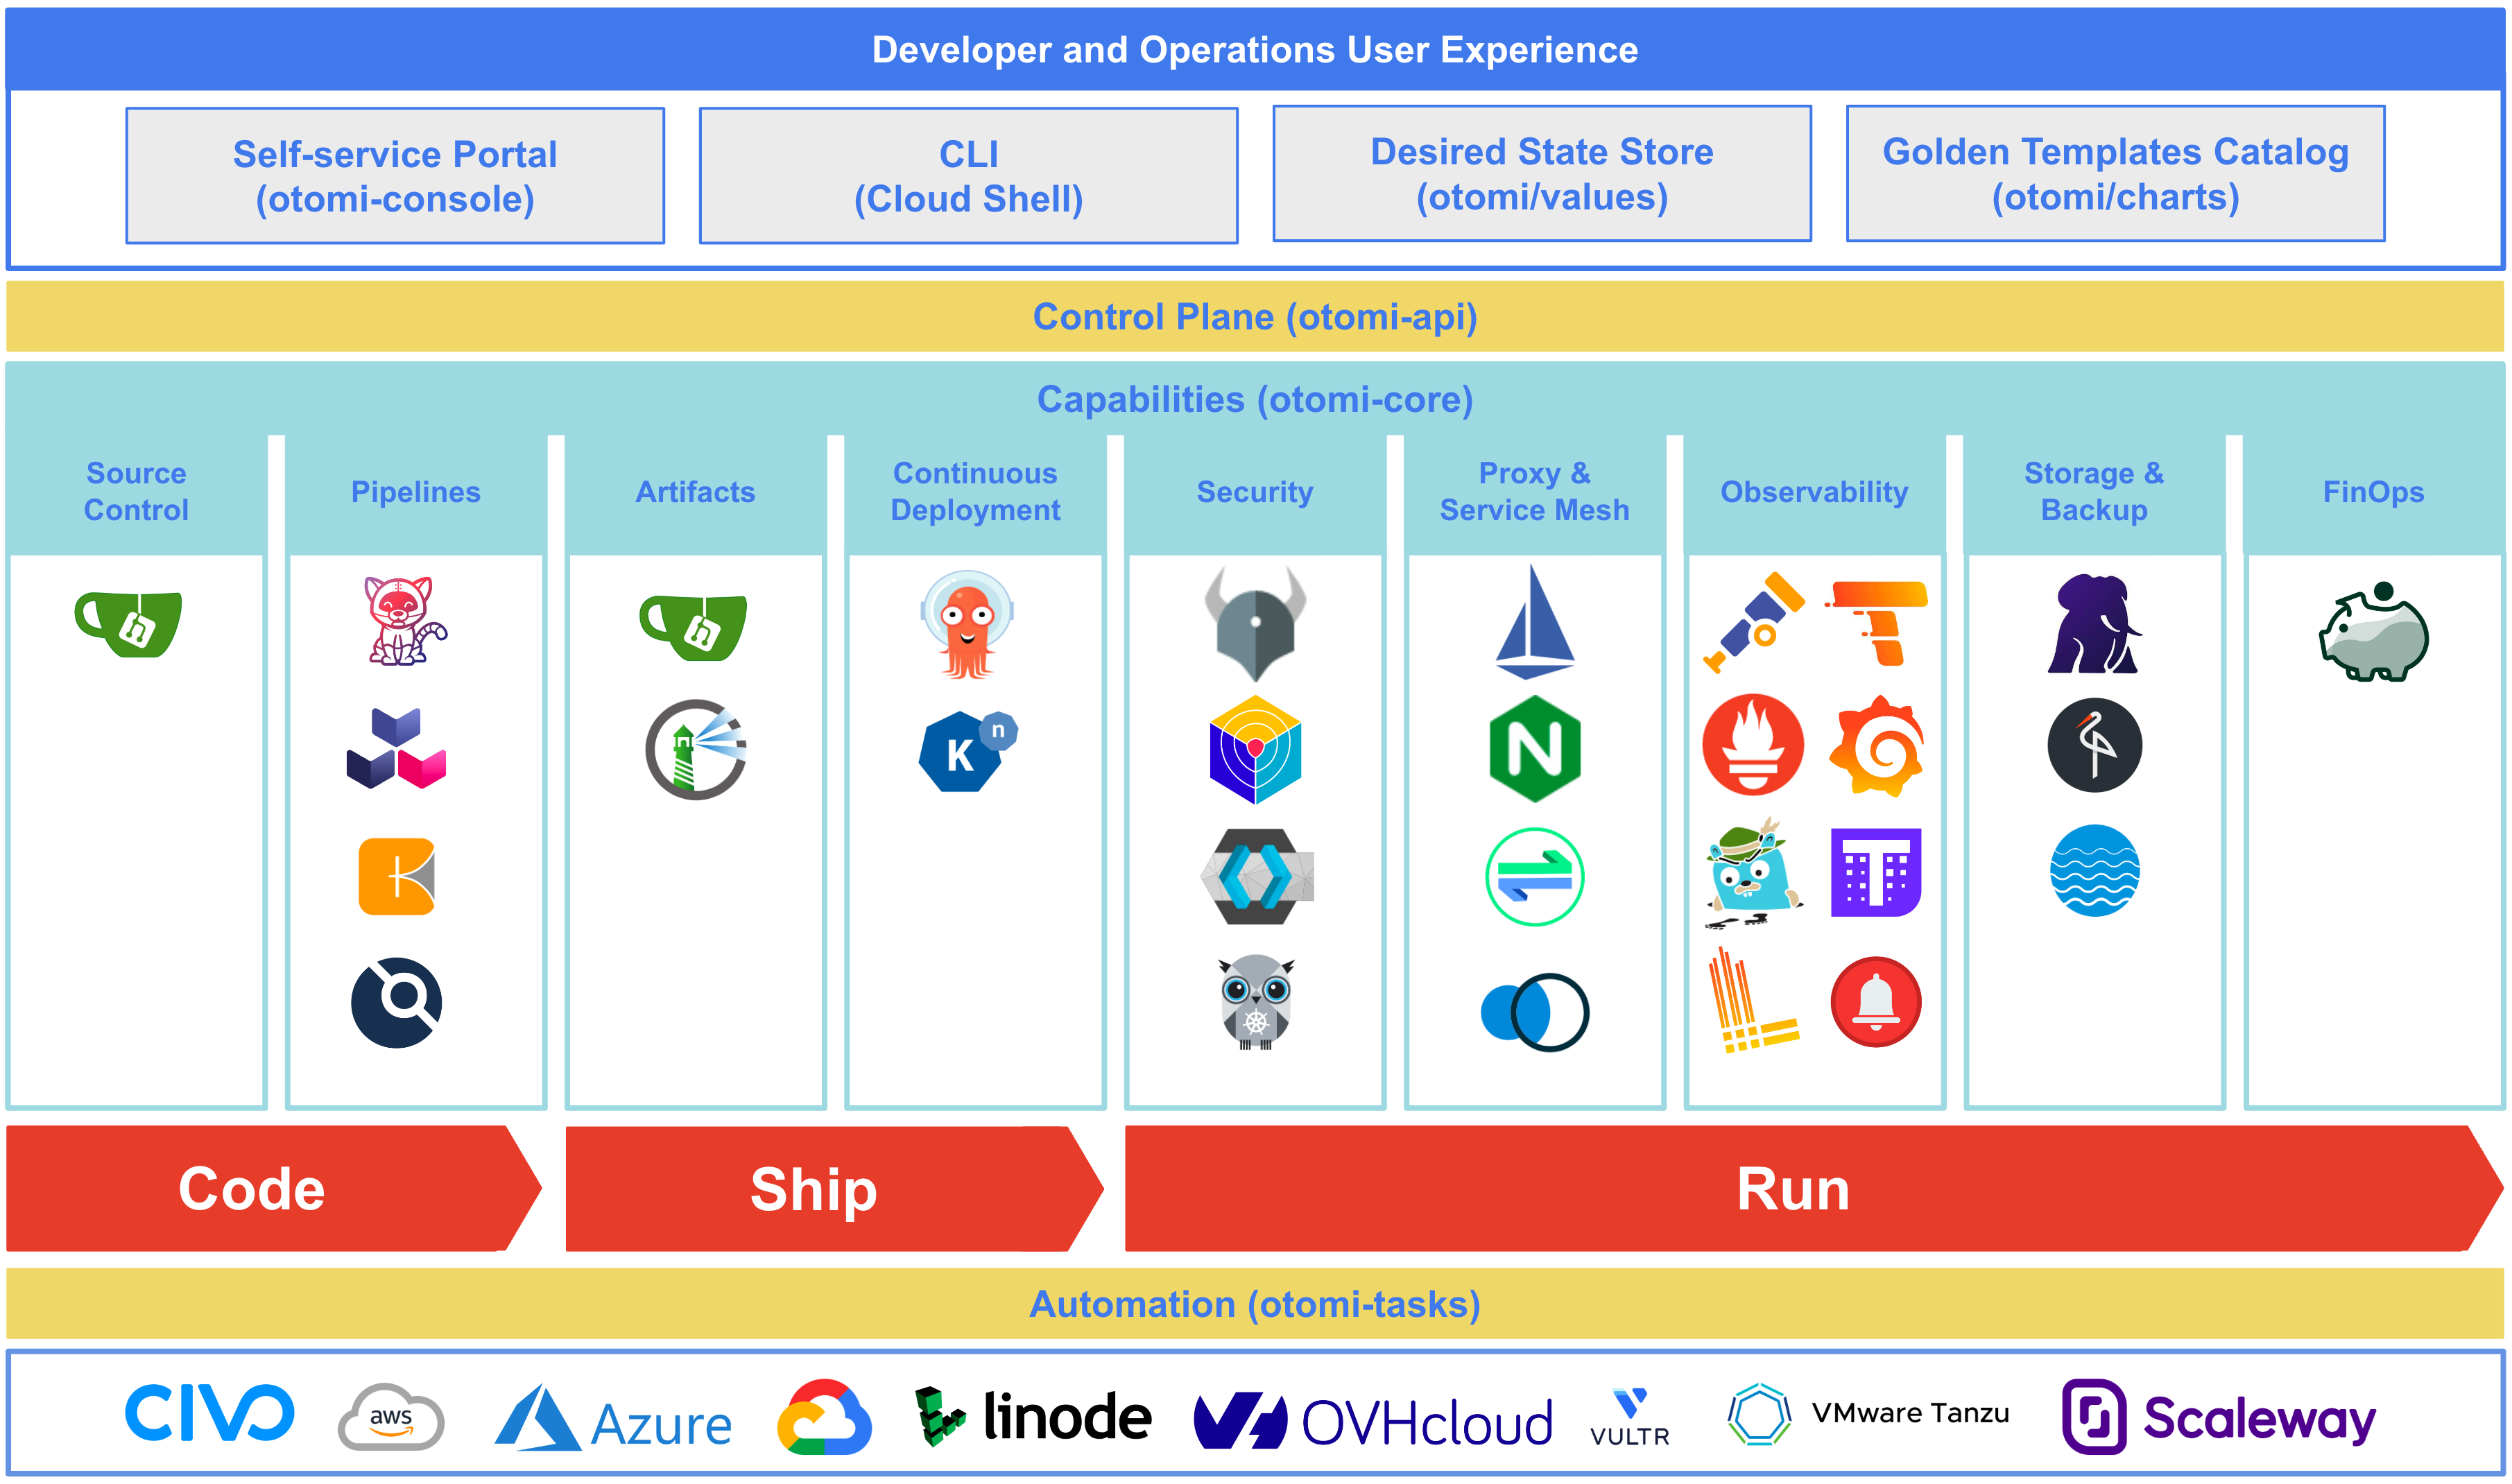 Developer and Operations User Experience
Self-service Portal
(otomi-console)
CLI
(Cloud Shell)
Desired State Store
(otomi/values)
Golden Templates Catalog
(otomi/charts)
Control Plane (otomi-api)
Capabilities (otomi-core)
Source
Control
Pipelines
Artifacts
Continuous
Deployment
Security
Proxy &
Service Mesh
Observability
Storage &
Backup
FinOps
K
n
N
T
Code
Ship
Run
Automation (otomi-tasks)
CIVO
aws
Azure
linode
OVHcloud
VULTR
VMware Tanzu
Scaleway